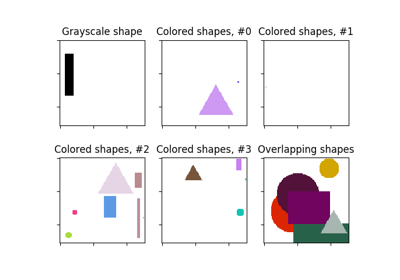 Grayscale shape
Colored shapes, #0
Colored shapes, #1
Colored shapes, #2
Colored shapes, #3
Overlapping shapes